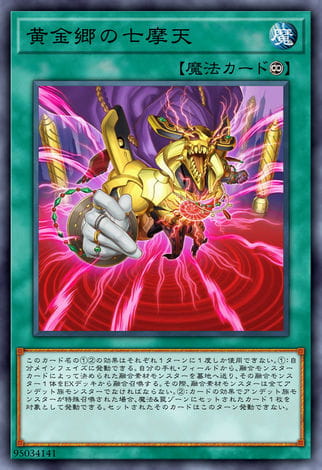 黄金郷の七摩天
魔
【魔法カード】
このカード名の①②の効果はそれぞれ1ターンに1度しか使用できない。①:自
分メインフェイズに発動できる。自分の手札・フィールドから、融合モンスター
カードによって決められた融合素材モンスターを墓地へ送り、その融合モンス
ター1体をEXデッキから融合召喚する。その際、融合素材モンスターは全てアン
デット族モンスターでなければならない。②:カードの効果でアンデット族モン
スターが特殊召喚された場合、魔法&罠ゾーンにセットされたカード1枚を
対象として発動できる。セットされたそのカードはこのターン発動できない。
95034141